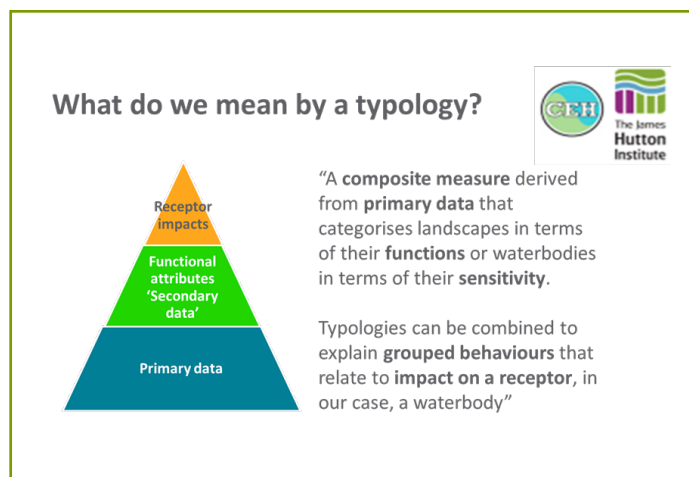 What do we mean by a typology?
CEH
The James
Hutton
Institute
Receptor
impacts
Functional
attributes
‘Secondary
data’
Primary data
“A composite measure derived
from primary data that
categorises landscapes in terms
of their functions or waterbodies
in terms of their sensitivity.
Typologies can be combined to
explain grouped behaviours that
relate to impact on a receptor, in
our case, a waterbody”